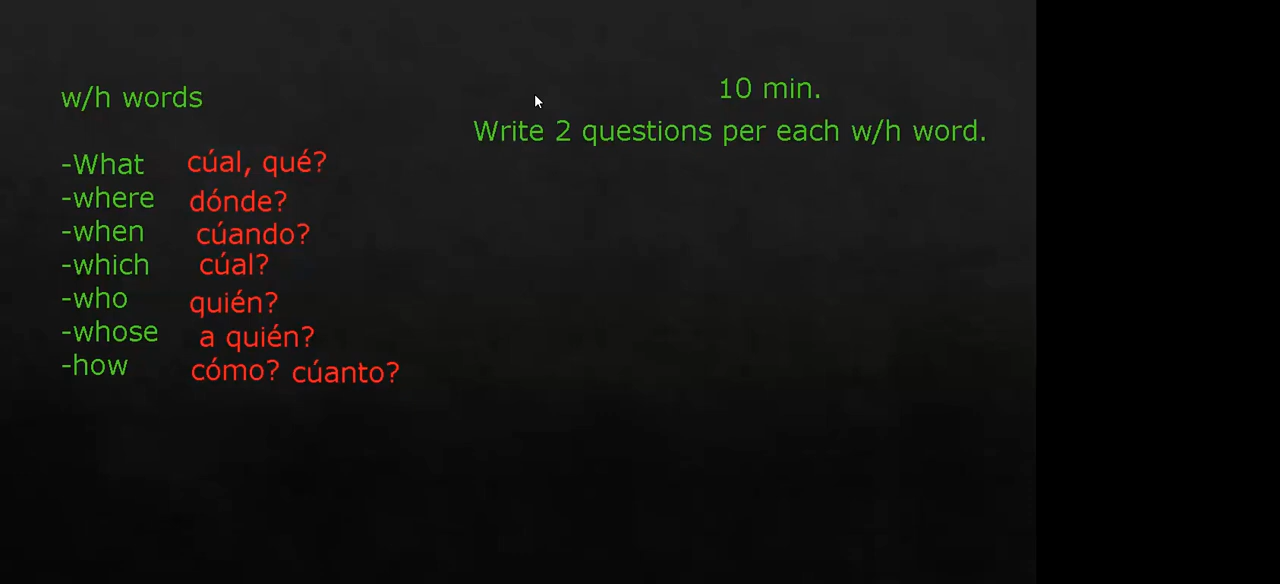 w/h words
10 min.
Write 2 questions per each w/h word.
-What cúal, qué?
-where dónde?
-when cúando?
-which cúal?
-who quién?
-whose a quién?
-how cómo? cúanto?